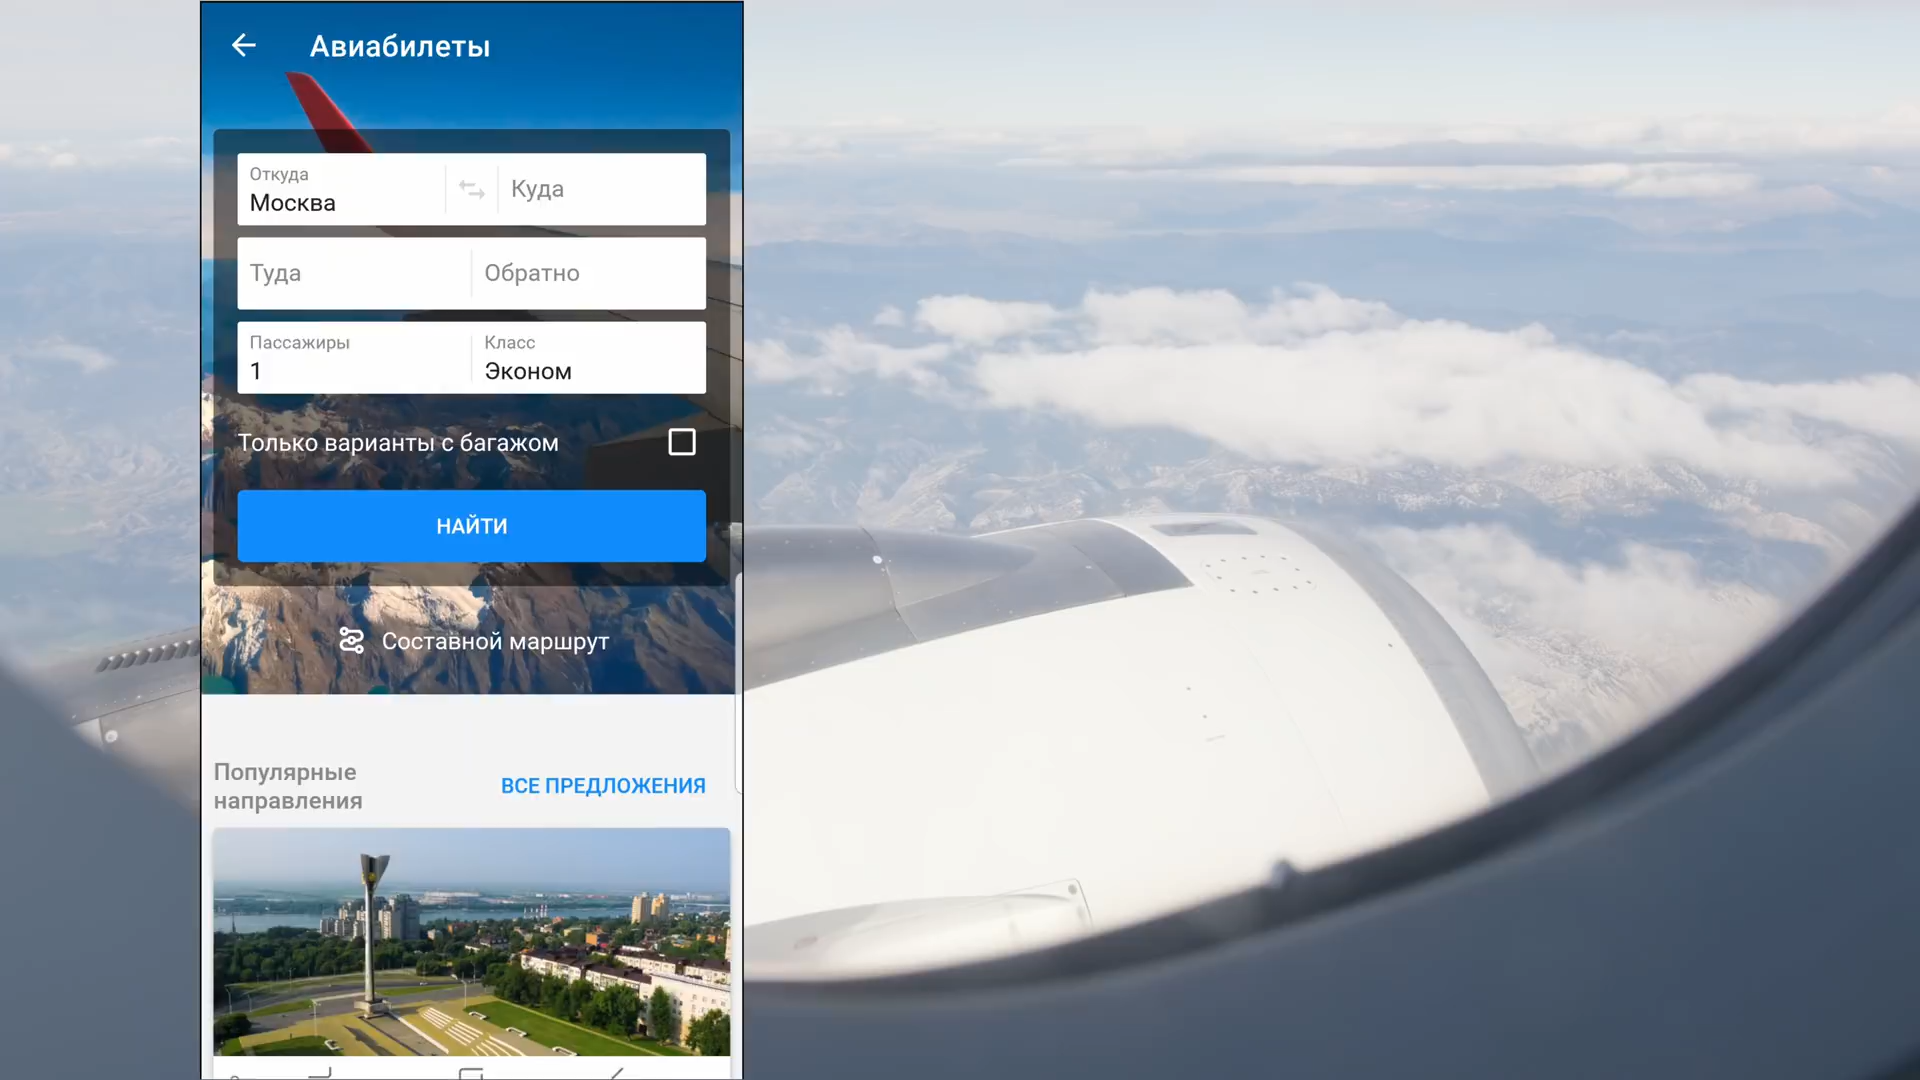 Авиабилеты
Откуда
Москва
Куда
Туда
Обратно
Пассажиры
1
Класс
Эконом
Только варианты с багажом
НАЙТИ
Составной маршрут
Популярные
направления
ВСЕ ПРЕДЛОЖЕНИЯ